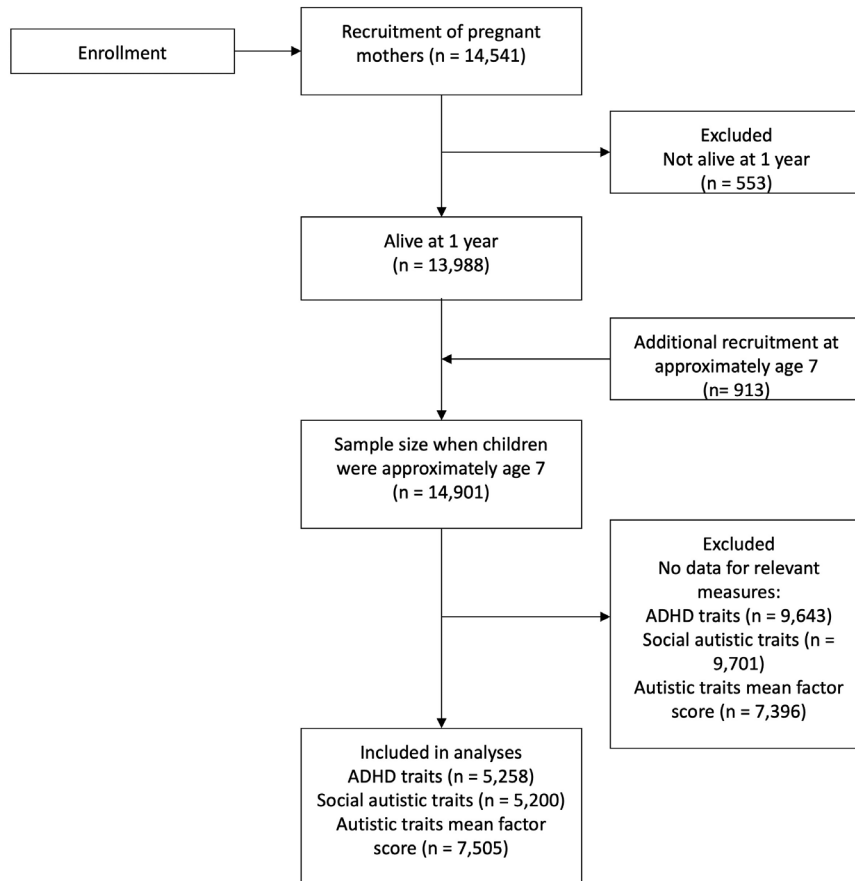 Enrollment
Recruitment of pregnant
mothers (n = 14,541)
Excluded
Not alive at 1 year
(n = 553)
Alive at 1 year
(n = 13,988)
Additional recruitment at
approximately age 7
(n= 913)
Sample size when children
were approximately age 7
(n = 14,901)
Excluded
No data for relevant
measures:
ADHD traits (n = 9,643)
Social autistic traits (n =
9,701)
Autistic traits mean factor
score (n = 7,396)
Included in analyses
ADHD traits (n = 5,258)
Social autistic traits (n = 5,200)
Autistic traits mean factor
score (n = 7,505)